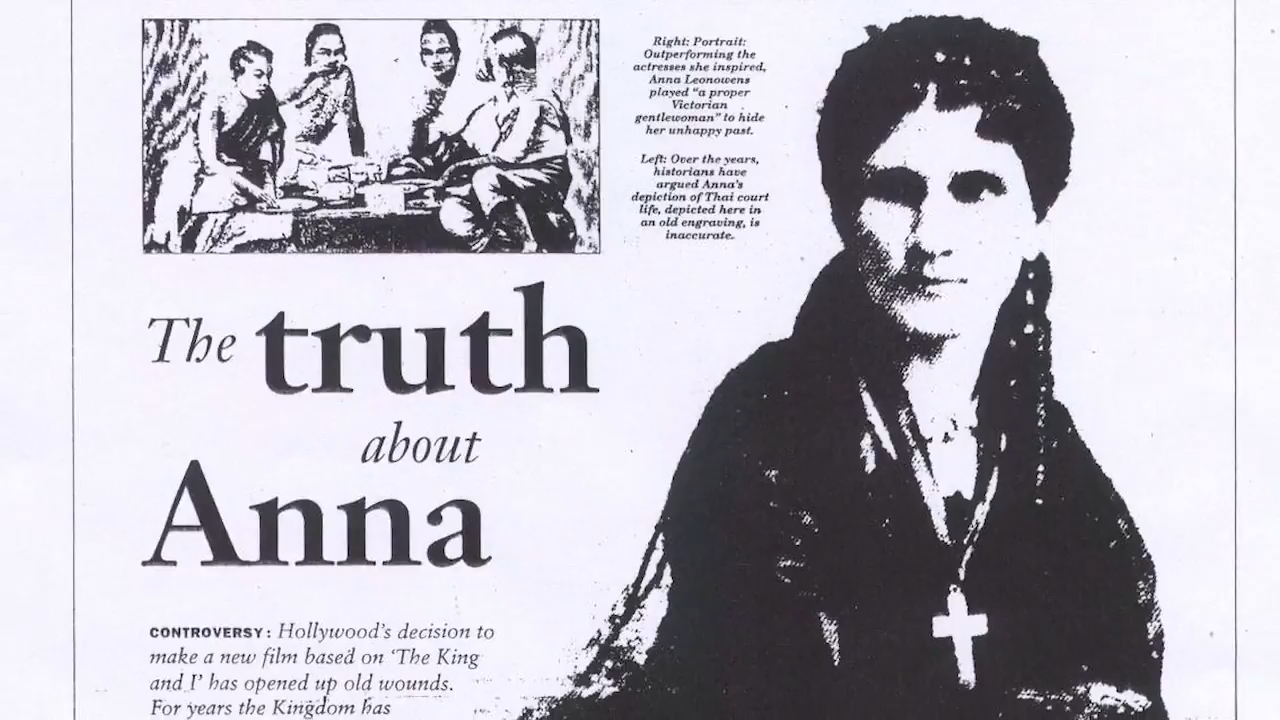 Right: Portrait:
Outperforming the
actresses she inspired,
Anna Leonowens
played “a proper
Victorian
gentlewoman” to hide
her unhappy past.
Left: Over the years,
historians have
argued Anna's
depiction of Thai court
life, depicted here in
an old engraving, is
inaccurate.
The truth
about
Anna
CONTROVERSY: Hollywood's decision to
make a new film based on ‘The King
and I’ has opened up old wounds.
For years the Kingdom has